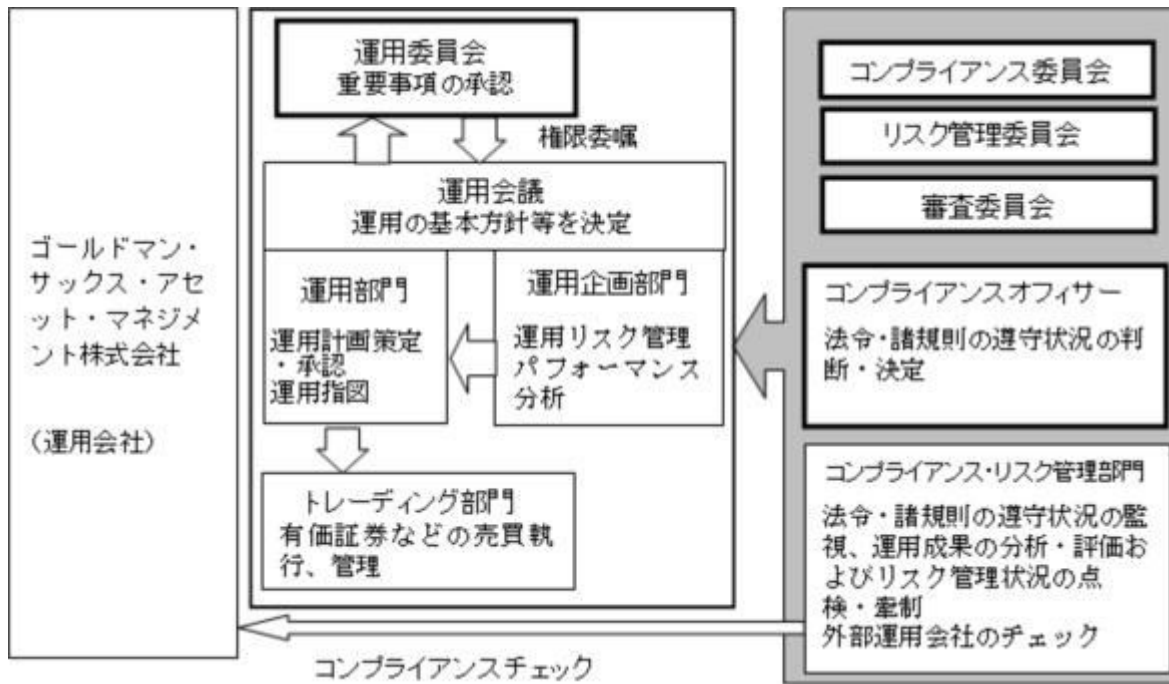 ゴールドマン・
サックス・アセ
ット・マネジメ
ント株式会社
（運用会社）
運用委員会
重要事項の承認
権限委嘱
運用会議
運用の基本方針等を決定
運用部門
運用計画策定
・承認
運用指図
運用企画部門
運用リスク管理
パフォーマンス
分析
トレーディング部門
有価証券などの売買執
行、管理
コンプライアンス委員会
リスク管理委員会
審査委員会
コンプライアンスオフィサー
法令・諸規則の遵守状況の判
断・決定
コンプライアンス・リスク管理部門
法令・諸規則の遵守状況の監
視、運用成果の分析・評価お
よびリスク管理状況の点
検・牽制
外部運用会社のチェック
コンプライアンスチェック